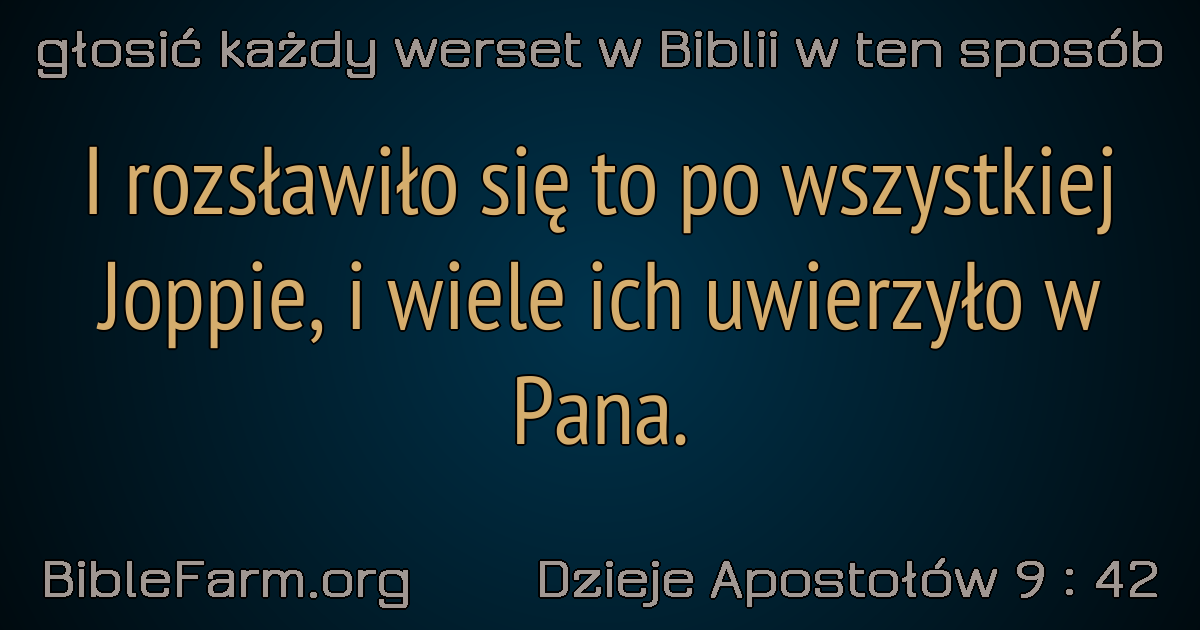 głosić każdy werset w Biblii w ten sposób
I rozsławiło się to po wszystkiej
Joppie, i wiele ich uwierzyło w
Pana.
BibleFarm.org
Dzieje Apostołów 9 : 42